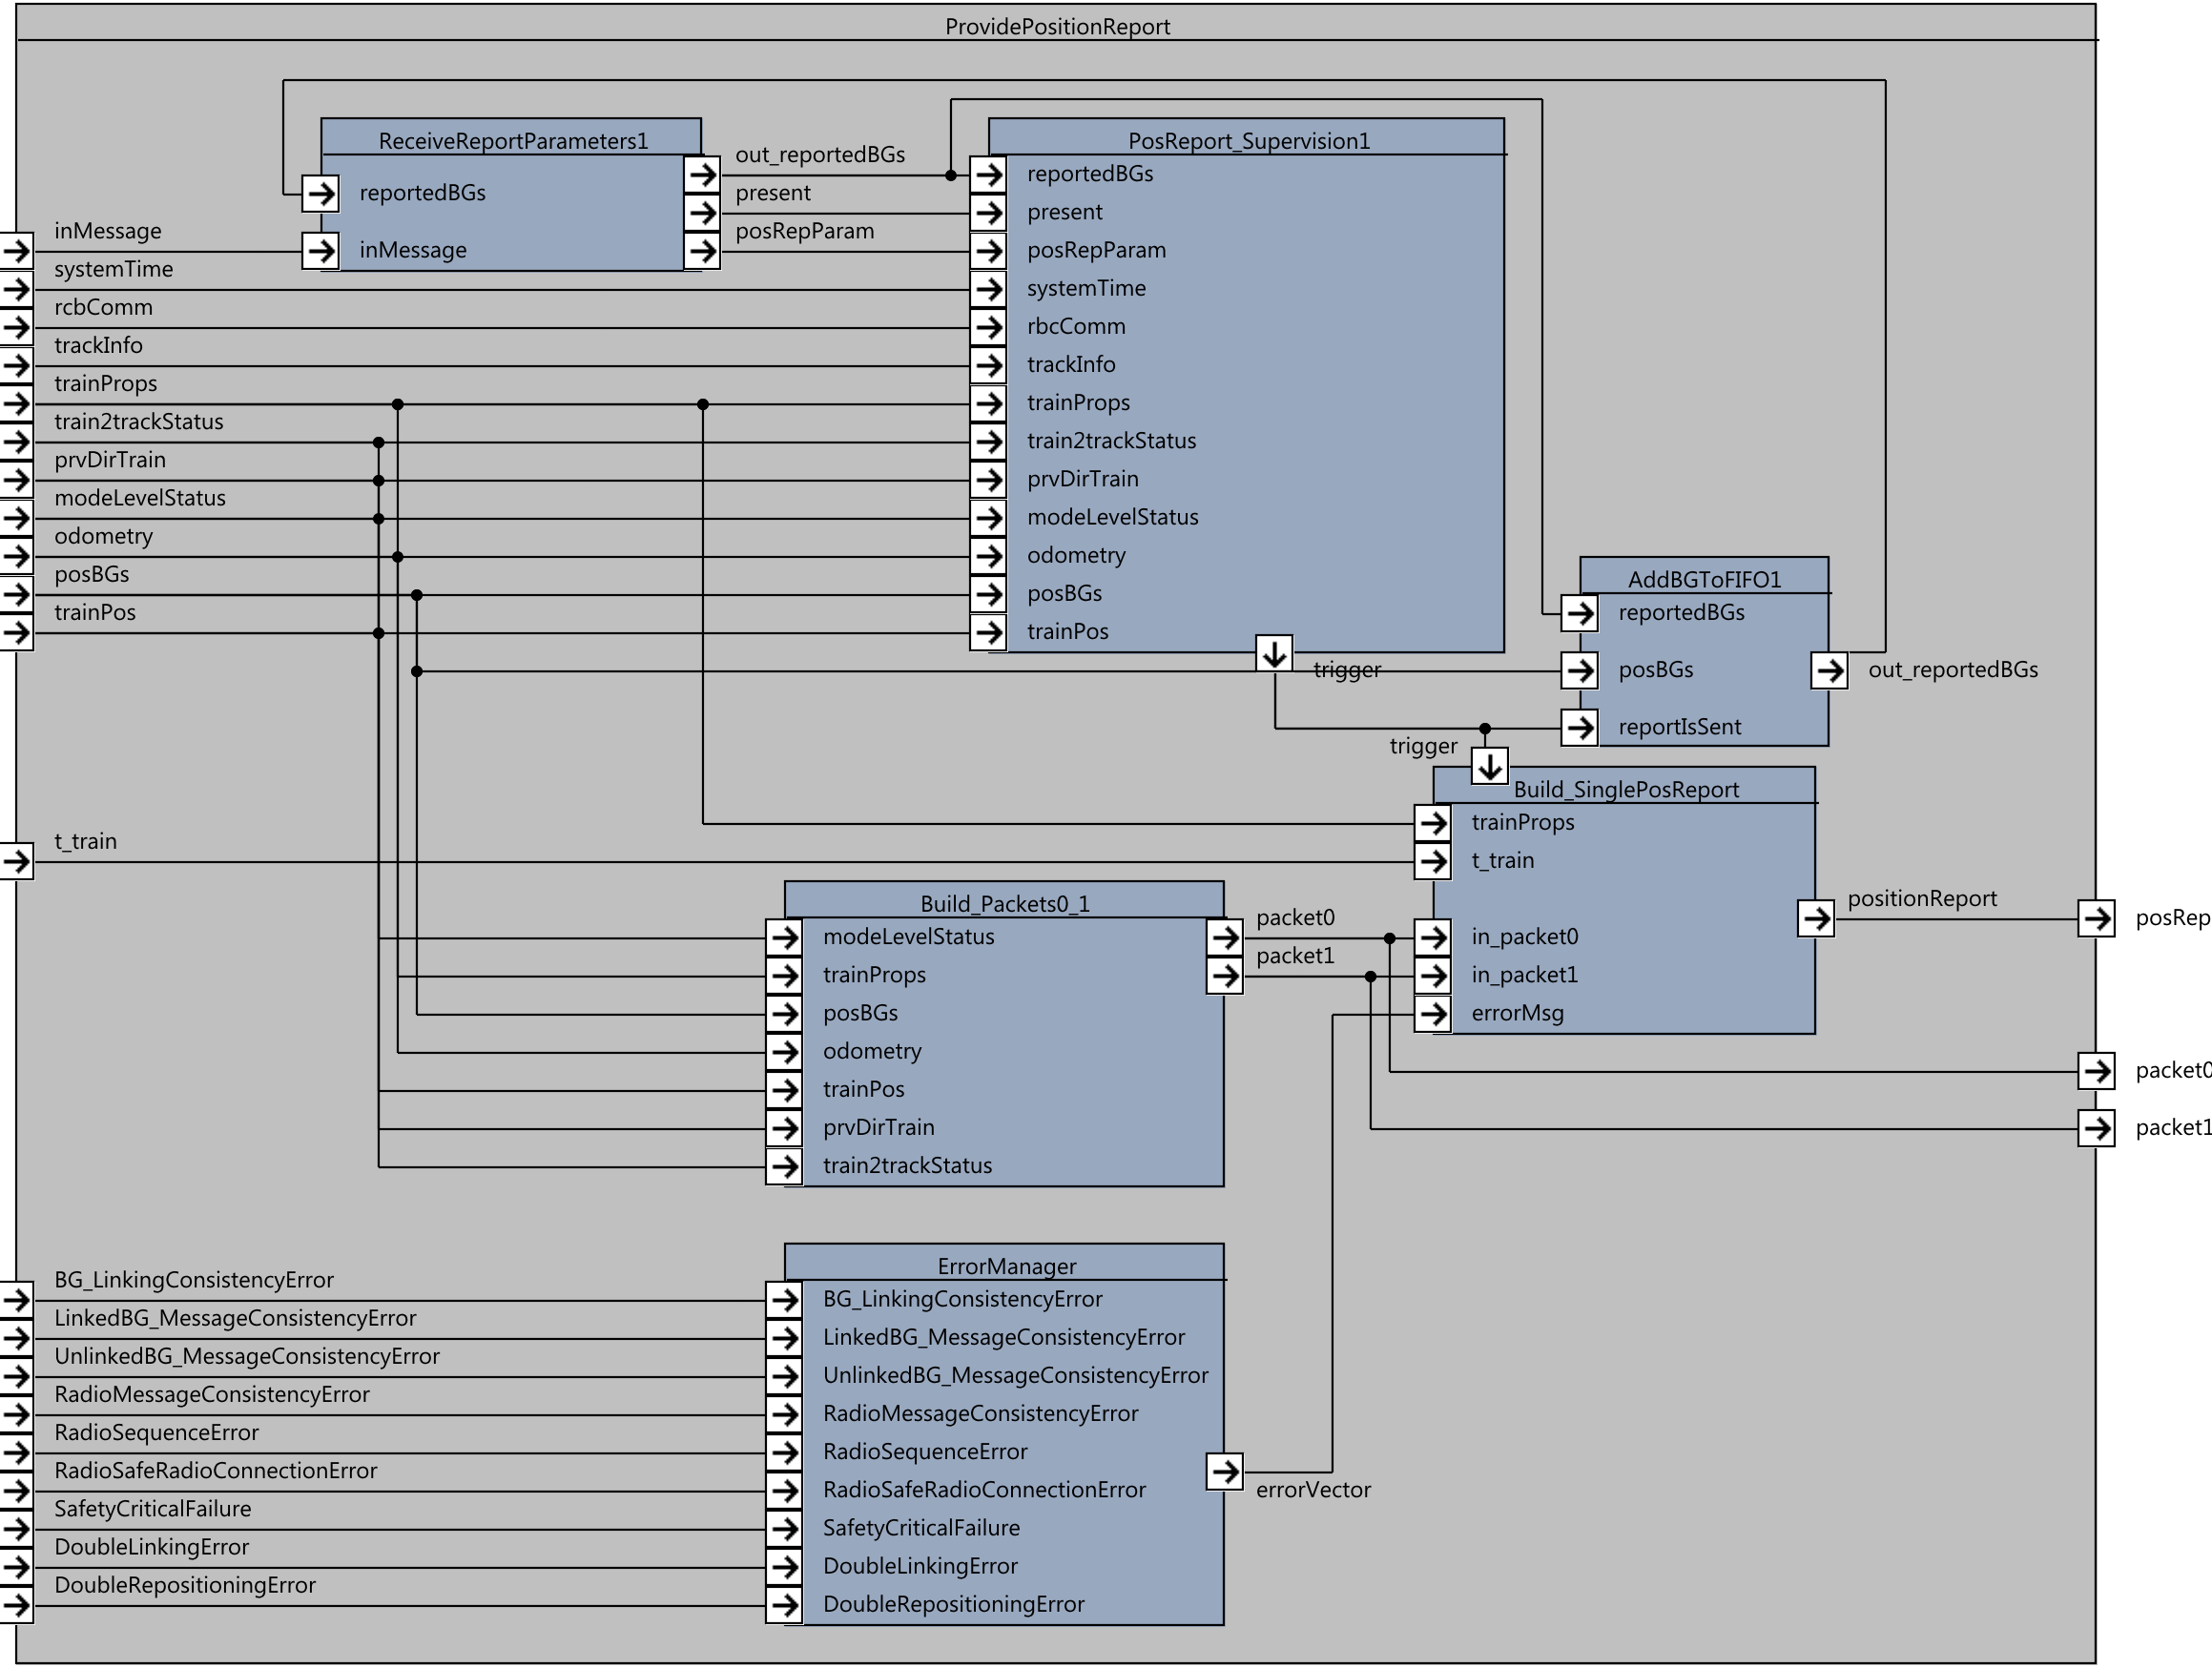 ProvidePositionReport
ReceiveReportParameters1
reportedBGs
inMessage
out_reportedBGs
present
posRepParam
PosReport_Supervision1
reportedBGs
present
posRepParam
systemTime
rbcComm
trackInfo
trainProps
train2trackStatus
prvDirTrain
modeLevelStatus
odometry
posBGs
trainPos
trigger
inMessage
systemTime
rcbComm
trackInfo
trainProps
train2trackStatus
prvDirTrain
modeLevelStatus
odometry
posBGs
trainPos
AddBGToFIFO1
reportedBGs
posBGs
reportIsSent
out_reportedBGs
trigger
Build_SinglePosReport
trainProps
t_train
in_packet0
in_packet1
errorMsg
positionReport
posRep
packet0
packet1
t_train
Build_Packets0_1
modeLevelStatus
trainProps
posBGs
odometry
trainPos
prvDirTrain
train2trackStatus
packet0
packet1
BG_LinkingConsistencyError
LinkedBG_MessageConsistencyError
UnlinkedBG_MessageConsistencyError
RadioMessageConsistencyError
RadioSequenceError
RadioSafeRadioConnectionError
SafetyCriticalFailure
DoubleLinkingError
DoubleRepositioningError
ErrorManager
BG_LinkingConsistencyError
LinkedBG_MessageConsistencyError
UnlinkedBG_MessageConsistencyError
RadioMessageConsistencyError
RadioSequenceError
RadioSafeRadioConnectionError
SafetyCriticalFailure
DoubleLinkingError
DoubleRepositioningError
errorVector